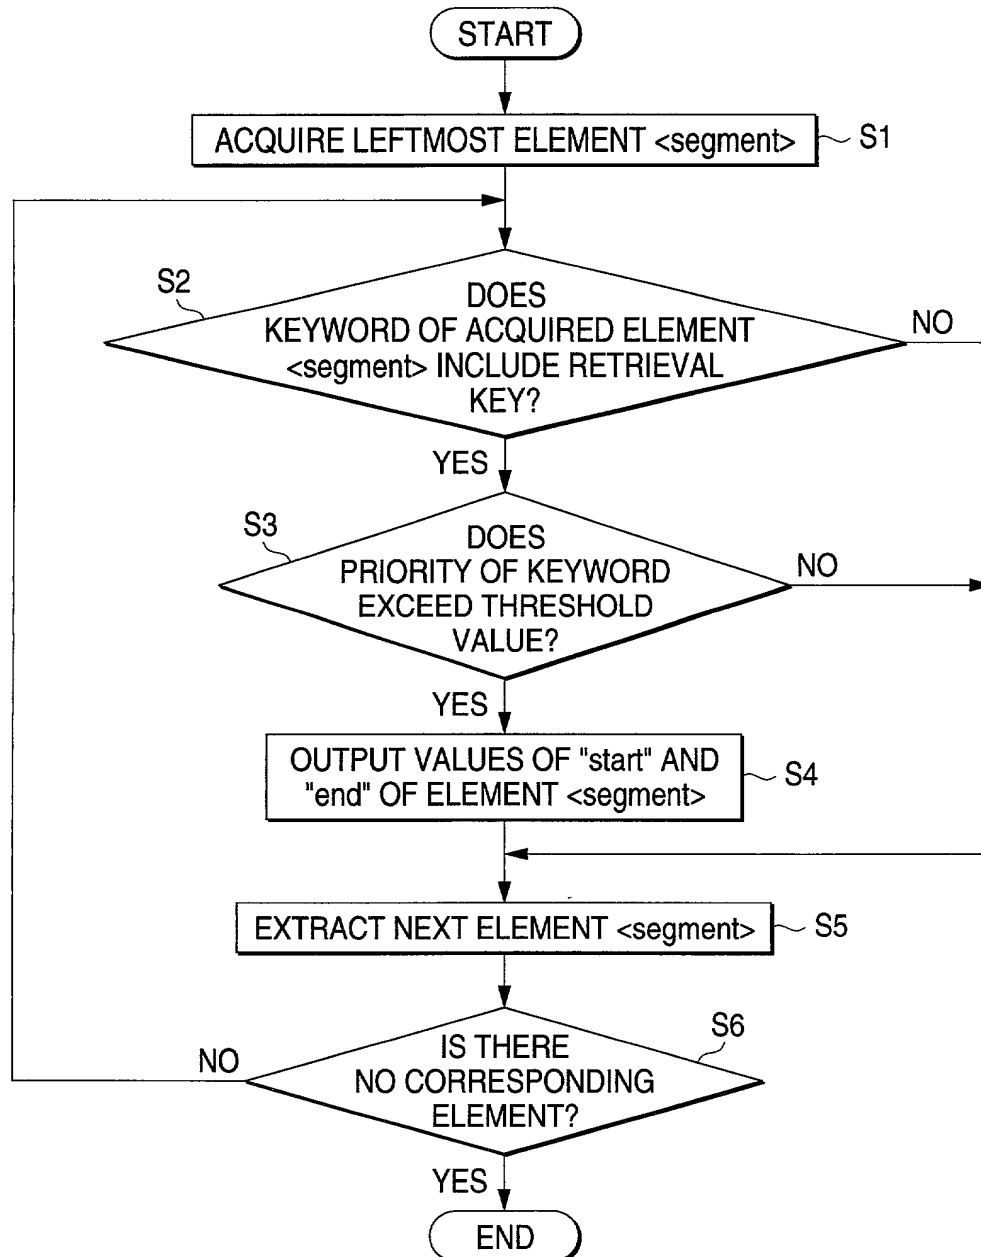 START
ACQUIRE LEFTMOST ELEMENT <segment>
S1
S2
DOES
KEYWORD OF ACQUIRED ELEMENT
<segment> INCLUDE RETRIEVAL
KEY?
NO
YES
S3
DOES
PRIORITY OF KEYWORD
EXCEED THRESHOLD
VALUE?
NO
YES
OUTPUT VALUES OF "start" AND
"end" OF ELEMENT <segment>
S4
EXTRACT NEXT ELEMENT <segment>
S5
S6
IS THERE
NO CORRESPONDING
ELEMENT?
NO
YES
END